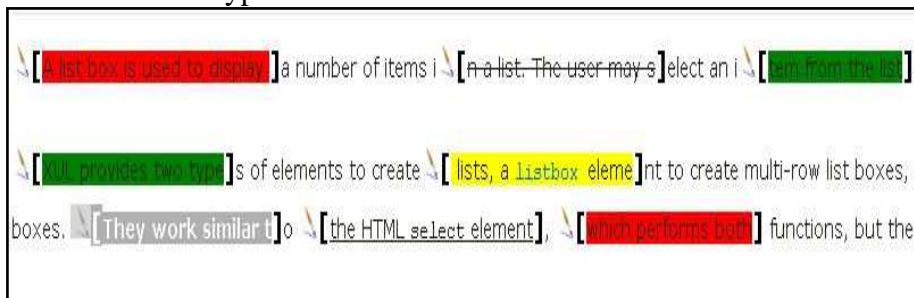 [A list box is used to display ]a number of items i [n a list. The user may s]elect an i [tem from the list]
[XUL provides two type]s of elements to create [ lists, a listbox eleme]nt to create multi-row list boxes,
boxes. [They work similar t]o [the HTML select element], [which performs both] functions, but the